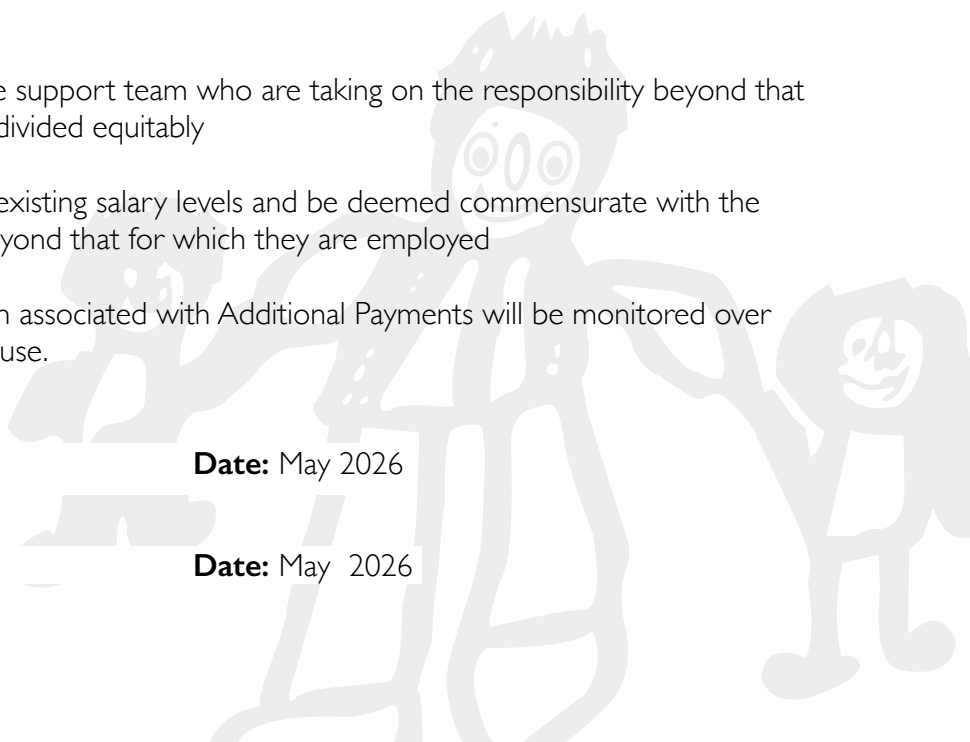 support team who are taking on the responsibility beyond that
divided equitably
existing salary levels and be deemed commensurate with the
yond that for which they are employed
associated with Additional Payments will be monitored over
use.
Date: May 2026
Date: May 2026